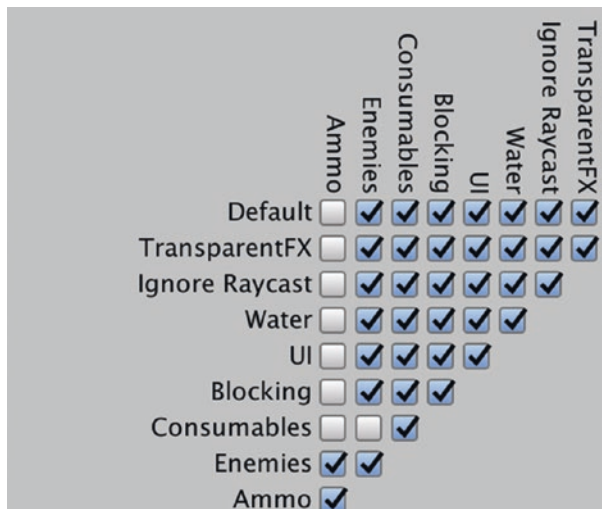 Ammo
Enemies
Consumables
Blocking
UI
Water
Ignore Raycast
TransparentFX
Default
TransparentFX
Ignore Raycast
Water
UI
Blocking
Consumables
Enemies
Ammo